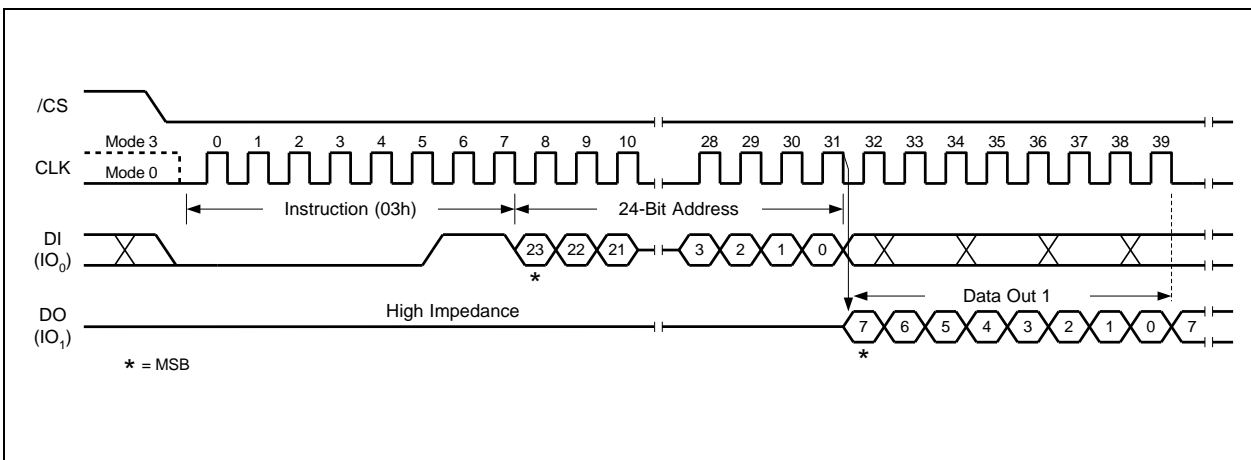 /CS
Mode 3 0 1 2 3 4 5 6 7 8 9 10 28 29 30 31 32 33 34 35 36 37 38 39
CLK
Mode 0
Instruction (03h) 24-Bit Address
DI
(IO0)
23 22 21 3 2 1 0
*
High Impedance
Data Out 1
DO
(IO1)
7 6 5 4 3 2 1 0 7
*
* = MSB